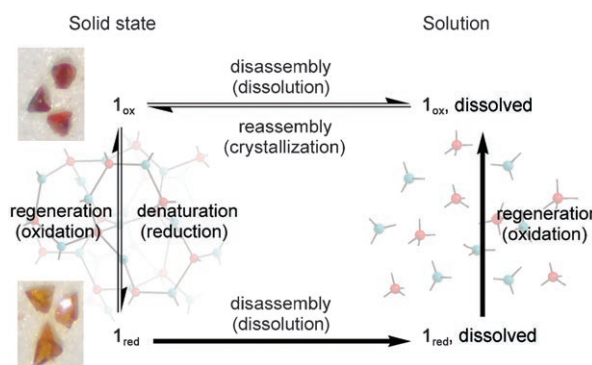 Solid state
Solution
disassembly
(dissolution)
1ox
1ox, dissolved
reassembly
(crystallization)
regeneration
(oxidation)
denaturation
(reduction)
regeneration
(oxidation)
disassembly
(dissolution)
1red
1red, dissolved